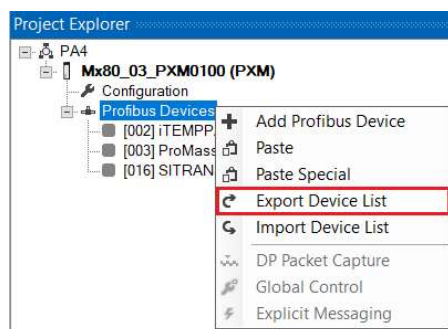 Project Explorer
PA4
Mx80_03_PXM0100 (PXM)
Configuration
Profibus Devices
[002] iTEMPP
[003] ProMass
[016] SITRAN
Add Profibus Device
Paste
Paste Special
Export Device List
Import Device List
DP Packet Capture
Global Control
Explicit Messaging